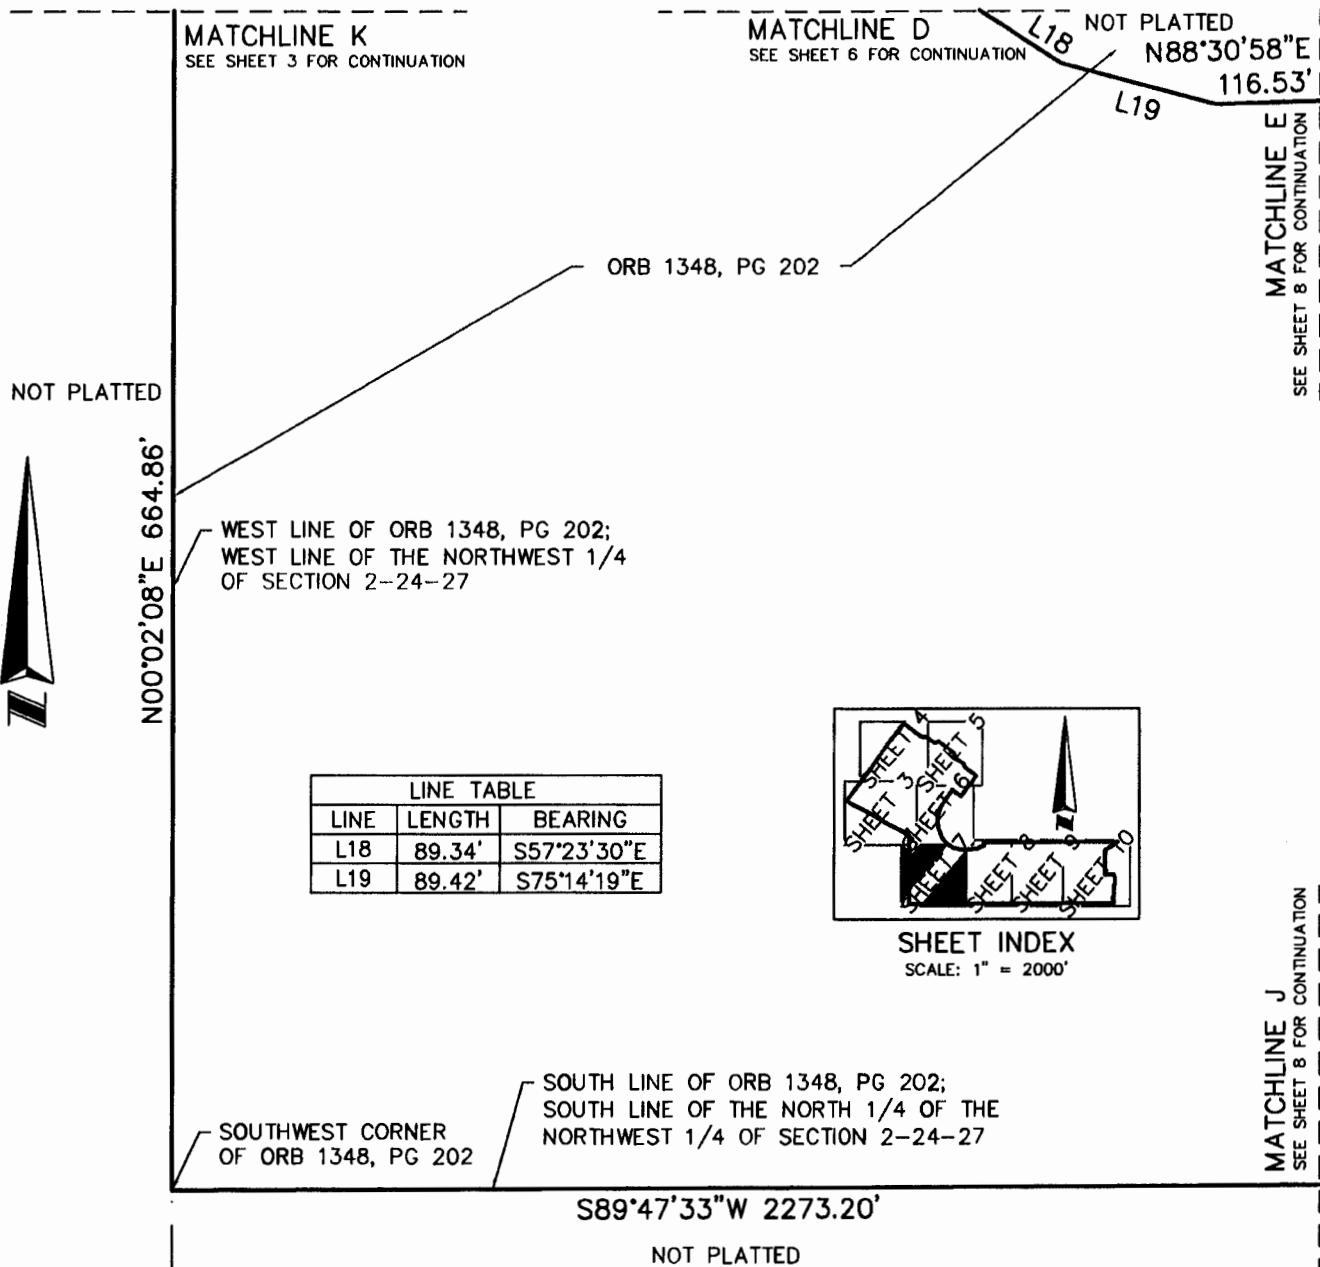 MATCHLINE K
SEE SHEET 3 FOR CONTINUATION
MATCHLINE D
SEE SHEET 6 FOR CONTINUATION
L18
NOT PLATTED
N88°30'58"E
116.53'
L19
MATCHLINE E
SEE SHEET 8 FOR CONTINUATION
ORB 1348, PG 202
NOT PLATTED
N00°02'08"E 664.86'
WEST LINE OF ORB 1348, PG 202;
WEST LINE OF THE NORTHWEST 1/4
OF SECTION 2-24-27
N
LINE TABLE
LINE LENGTH BEARING
L18 89.34' S57°23'30"E
L19 89.42' S75°14'19"E
SHEET 4
SHEET 5
SHEET 3
SHEET 6
SHEET 7
SHEET 8
SHEET 9
SHEET 10
N
SHEET INDEX
SCALE: 1" = 2000'
MATCHLINE J
SEE SHEET 8 FOR CONTINUATION
SOUTH LINE OF ORB 1348, PG 202;
SOUTH LINE OF THE NORTH 1/4 OF THE
NORTHWEST 1/4 OF SECTION 2-24-27
SOUTHWEST CORNER
OF ORB 1348, PG 202
S89°47'33"W 2273.20'
NOT PLATTED